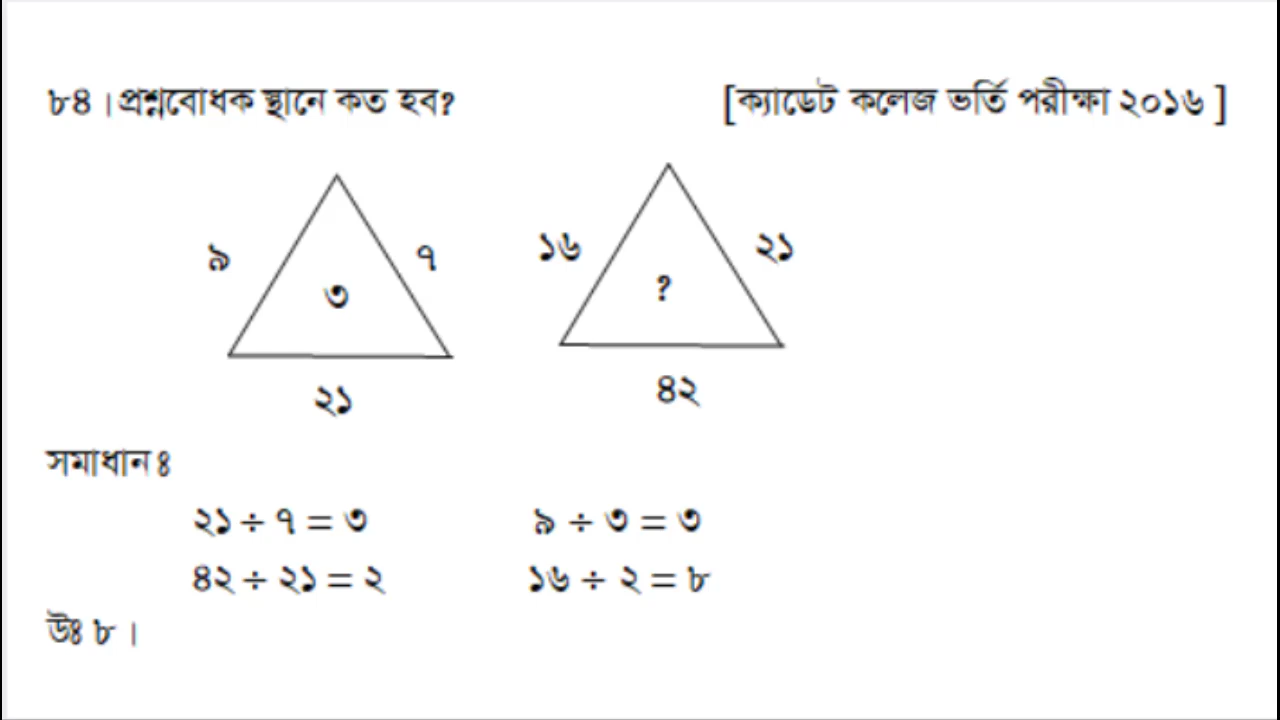 ৮৪। প্রশ্নবোধক স্থানে কত হব? [ক্যাডেট কলেজ ভর্তি পরীক্ষা ২০১৬ ]
৯ ৭ ১৬ ২১
৩ ?
২১ ৪২
সমাধানঃ
২১ ÷ ৭ = ৩ ৯ ÷ ৩ = ৩
৪২ ÷ ২১ = ২ ১৬ ÷ ২ = ৮
উঃ ৮।